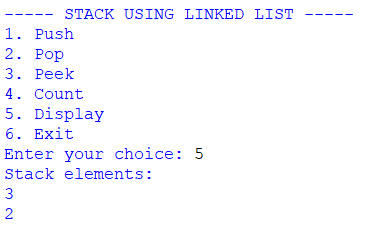 ----- STACK USING LINKED LIST -----
1. Push
2. Pop
3. Peek
4. Count
5. Display
6. Exit
Enter your choice: 5
Stack elements:
3
2